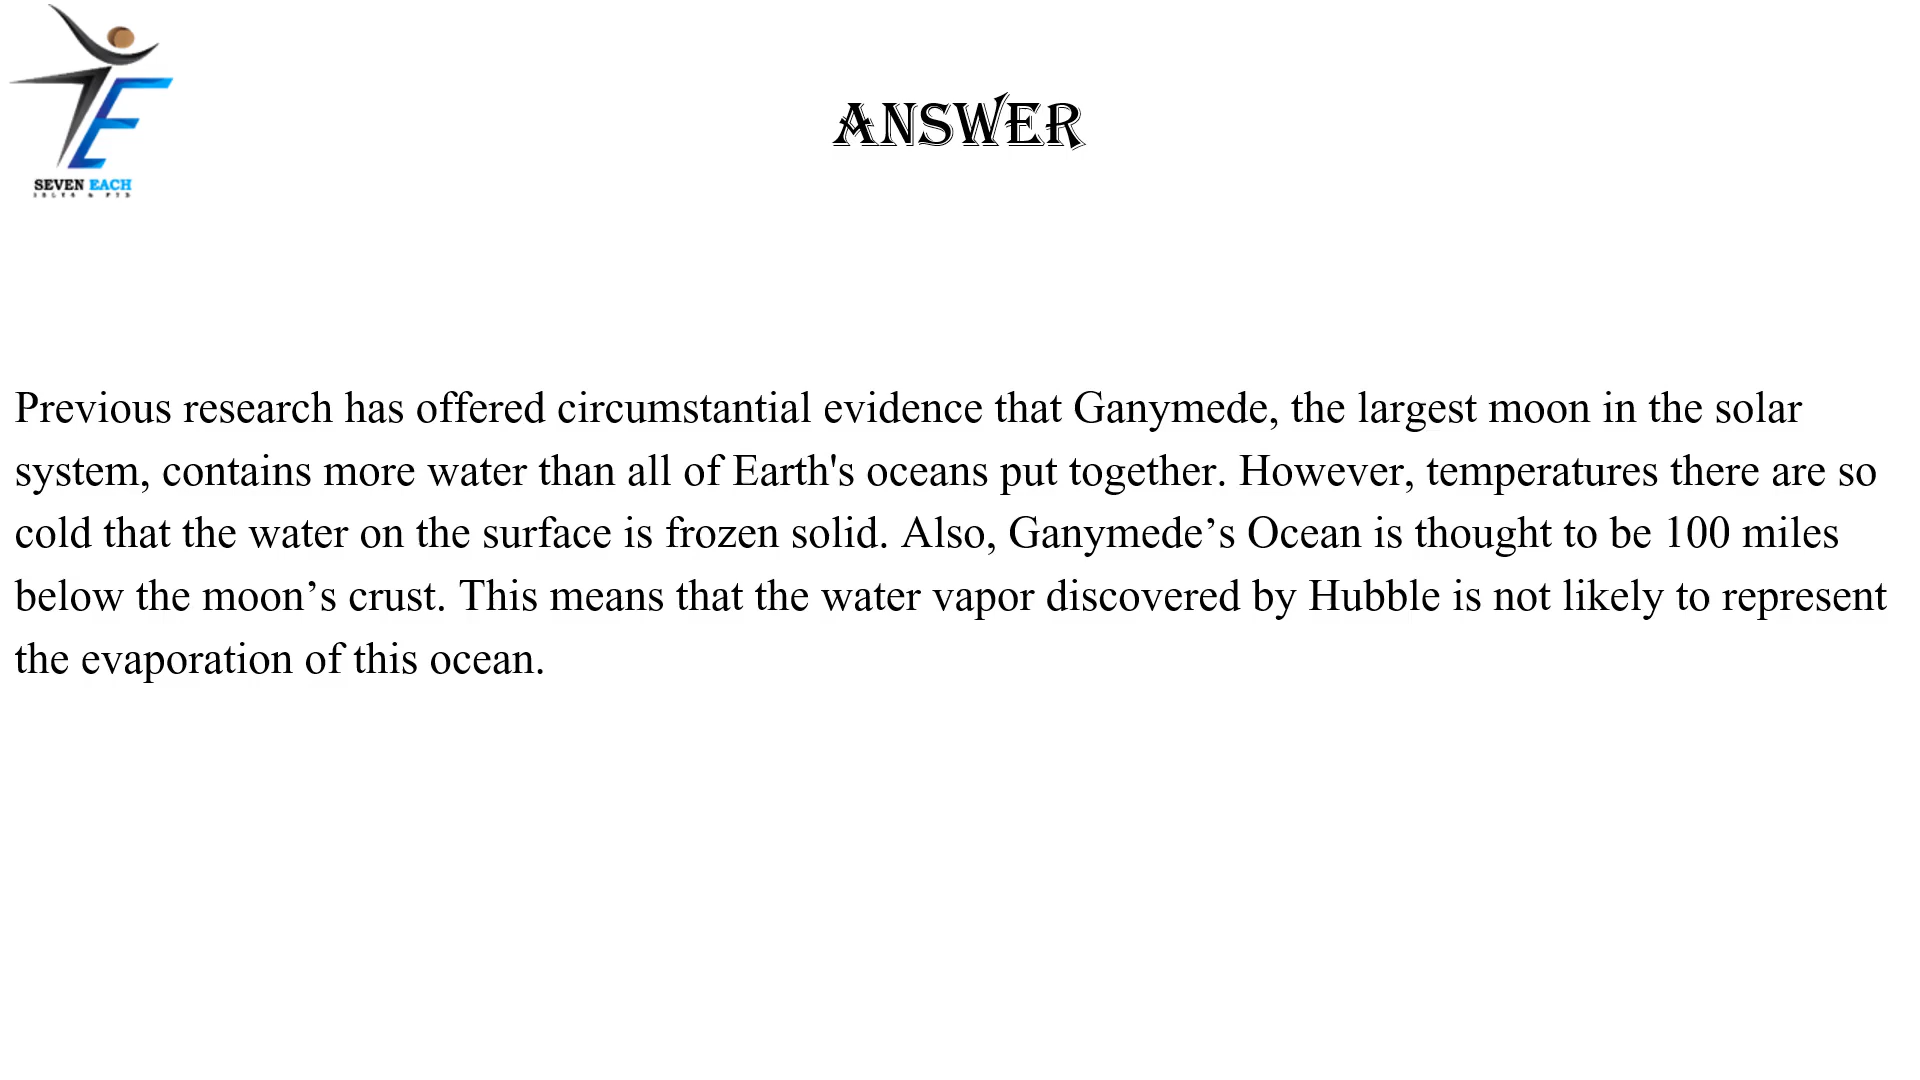 SEVEN EACH
ANSWER
Previous research has offered circumstantial evidence that Ganymede, the largest moon in the solar
system, contains more water than all of Earth's oceans put together. However, temperatures there are so
cold that the water on the surface is frozen solid. Also, Ganymede’s Ocean is thought to be 100 miles
below the moon’s crust. This means that the water vapor discovered by Hubble is not likely to represent
the evaporation of this ocean.